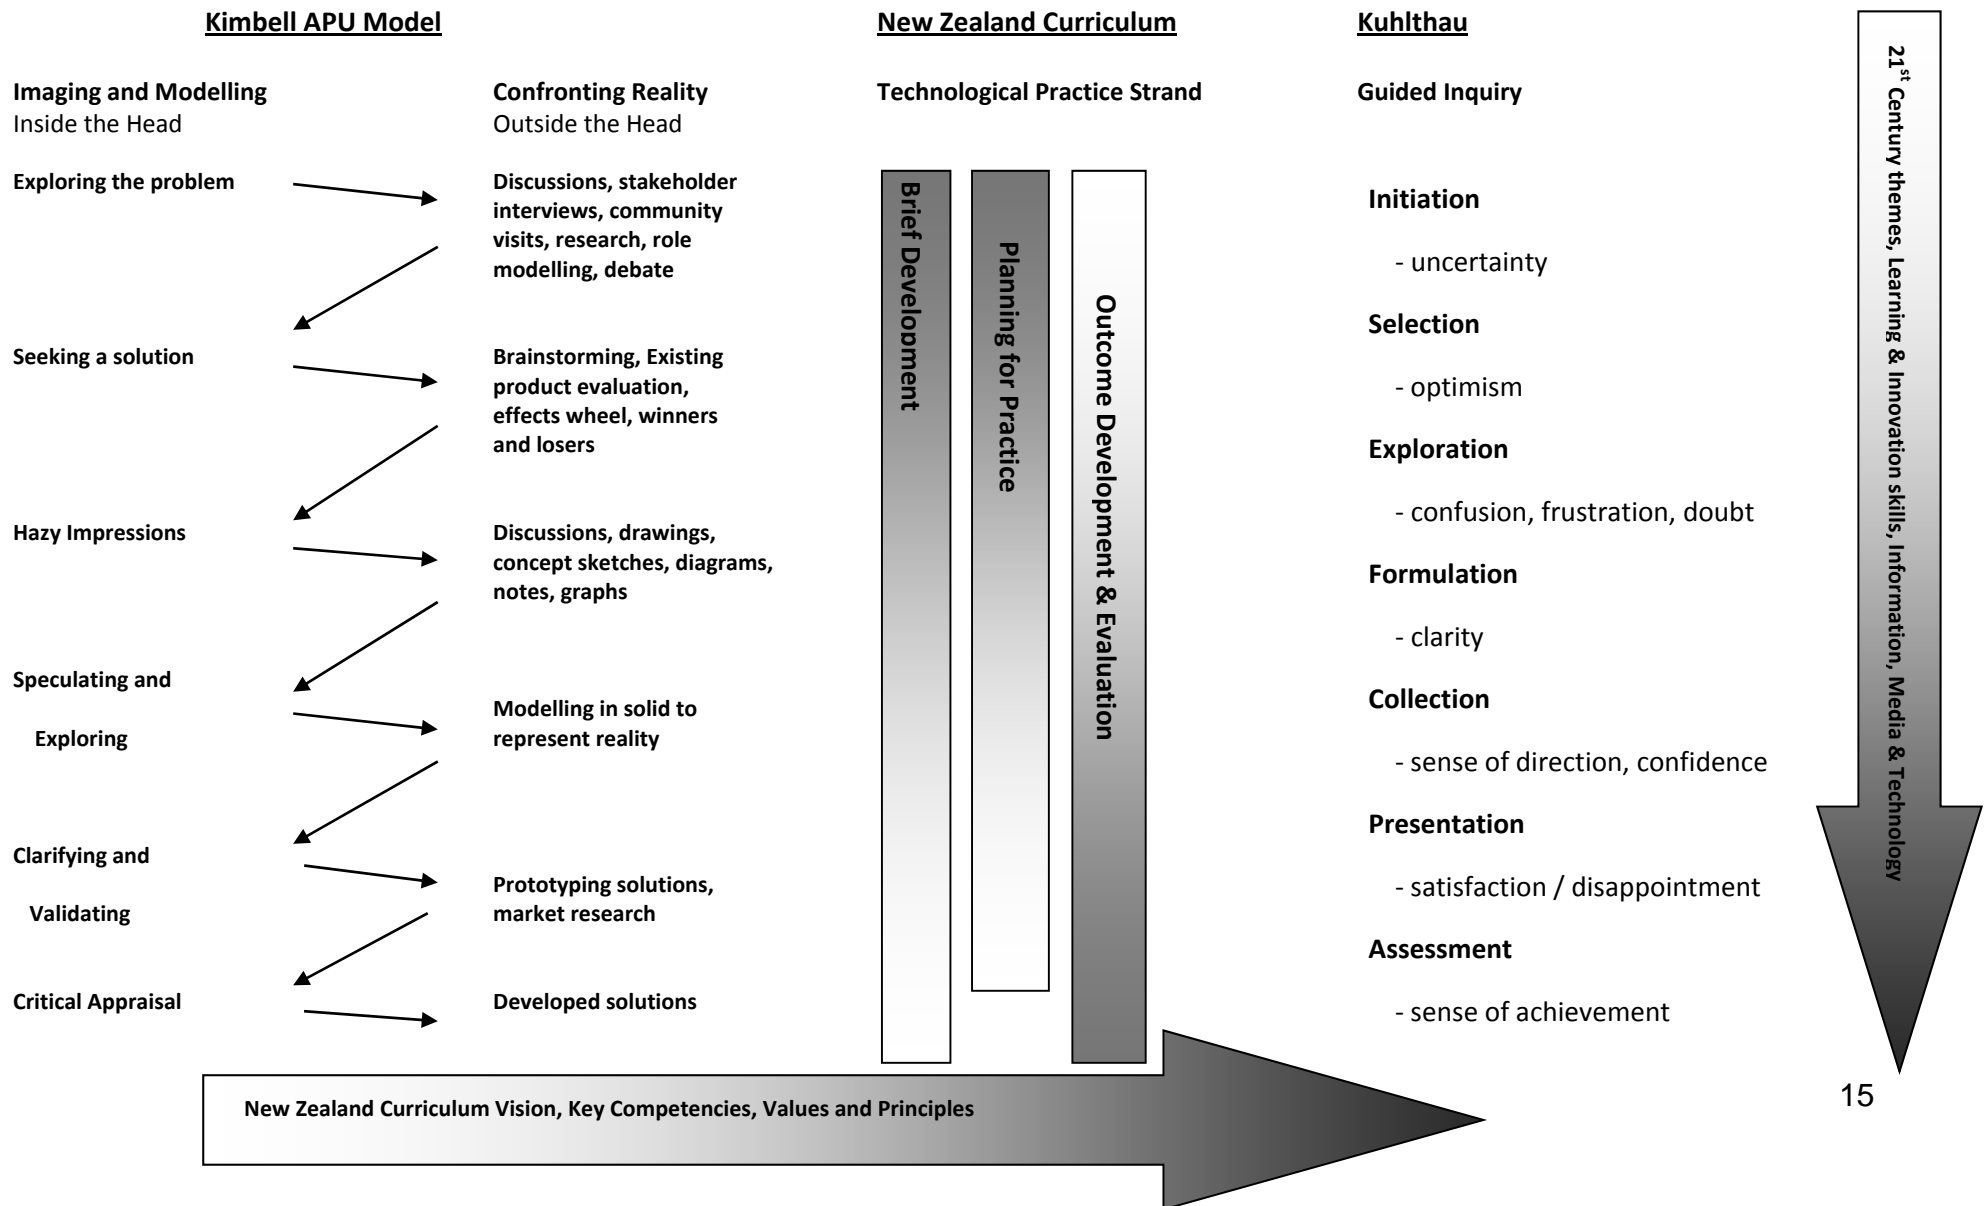 Kimbell APU Model
Imaging and Modelling
Inside the Head
Confronting Reality
Outside the Head
Exploring the problem
Discussions, stakeholder
interviews, community
visits, research, role
modelling, debate
Seeking a solution
Brainstorming, Existing
product evaluation,
effects wheel, winners
and losers
Hazy Impressions
Discussions, drawings,
concept sketches, diagrams,
notes, graphs
Speculating and
Exploring
Modelling in solid to
represent reality
Clarifying and
Validating
Prototyping solutions,
market research
Critical Appraisal
Developed solutions
New Zealand Curriculum
Technological Practice Strand
Brief Development
Planning for Practice
Outcome Development & Evaluation
Kuhlthau
Guided Inquiry
Initiation
- uncertainty
Selection
- optimism
Exploration
- confusion, frustration, doubt
Formulation
- clarity
Collection
- sense of direction, confidence
Presentation
- satisfaction / disappointment
Assessment
- sense of achievement
21st Century themes, Learning & Innovation skills, Information, Media & Technology
New Zealand Curriculum Vision, Key Competencies, Values and Principles
15